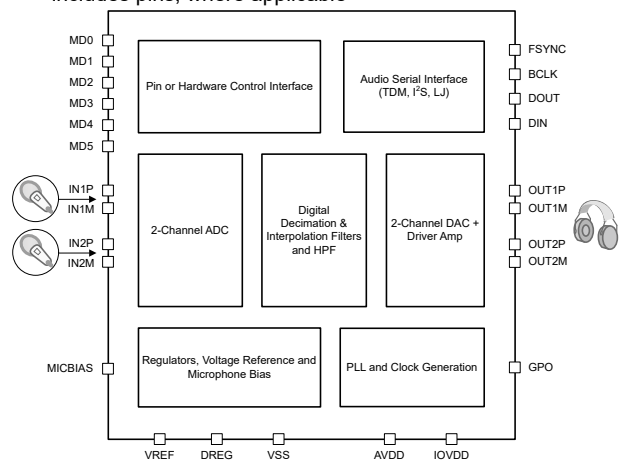 includes pins, where applicable
MD0
MD1
MD2
MD3
MD4
MD5
IN1P
IN1M
IN2P
IN2M
MICBIAS
Pin or Hardware Control Interface
Audio Serial Interface
(TDM, I²S, LJ)
2-Channel ADC
Digital
Decimation &
Interpolation Filters
and HPF
2-Channel DAC +
Driver Amp
Regulators, Voltage Reference and
Microphone Bias
PLL and Clock Generation
FSYNC
BCLK
DOUT
DIN
OUT1P
OUT1M
OUT2P
OUT2M
GPO
VREF
DREG
VSS
AVDD
IOVDD